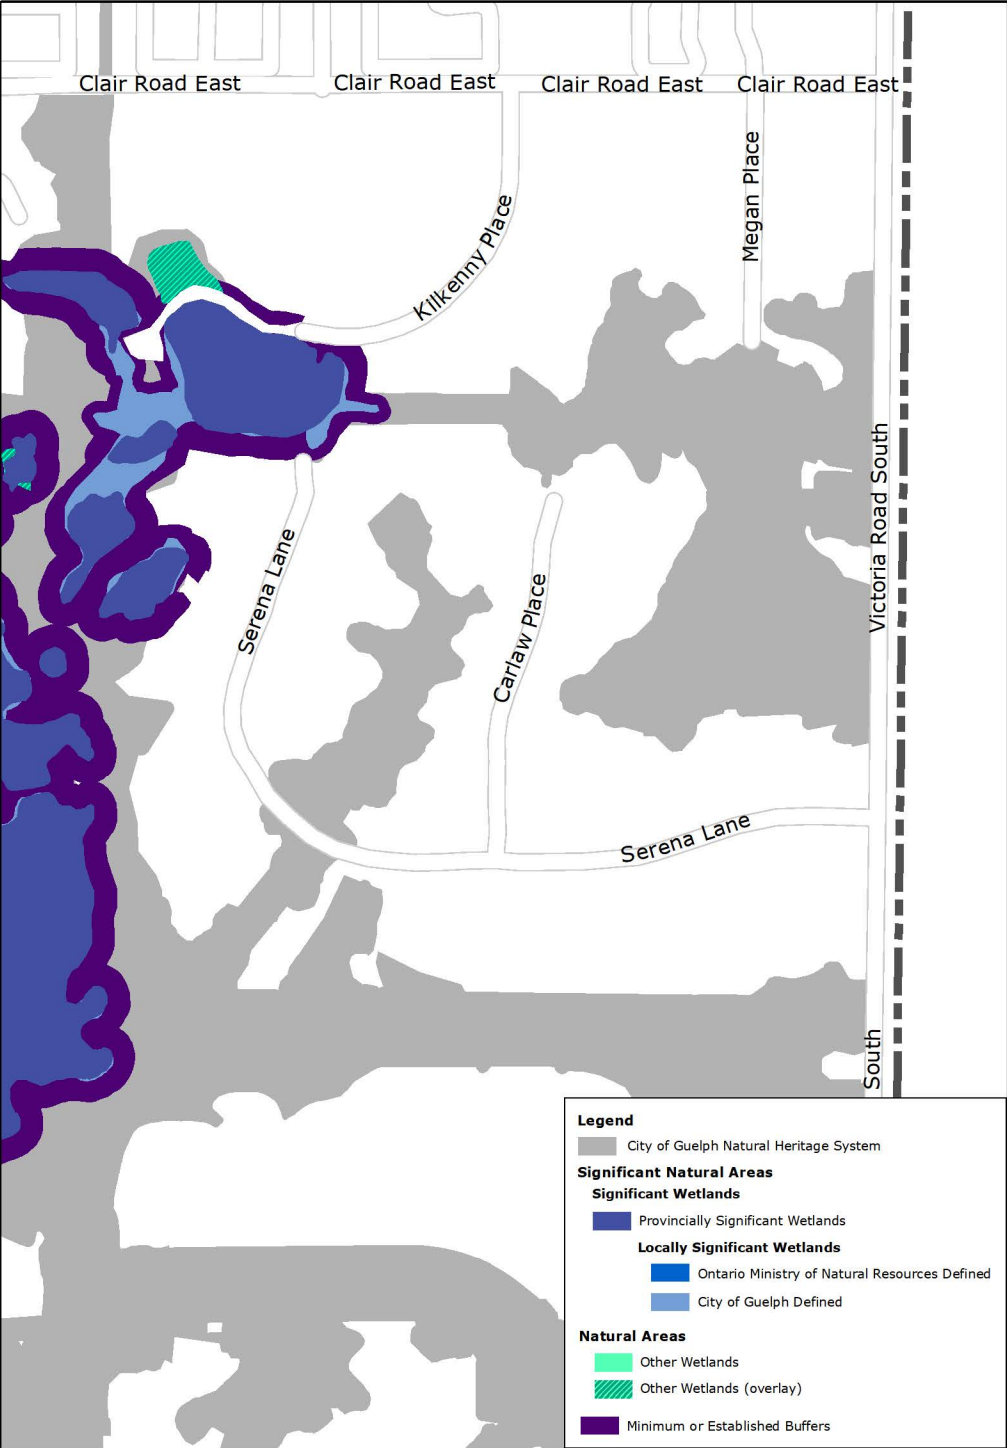 Clair Road East
Clair Road East
Clair Road East
Clair Road East
Megan Place
Kilkenny Place
Victoria Road South
Serena Lane
Carlaw Place
Serena Lane
South
Legend
City of Guelph Natural Heritage System
Significant Natural Areas
Significant Wetlands
Provincially Significant Wetlands
Locally Significant Wetlands
Ontario Ministry of Natural Resources Defined
City of Guelph Defined
Natural Areas
Other Wetlands
Other Wetlands (overlay)
Minimum or Established Buffers